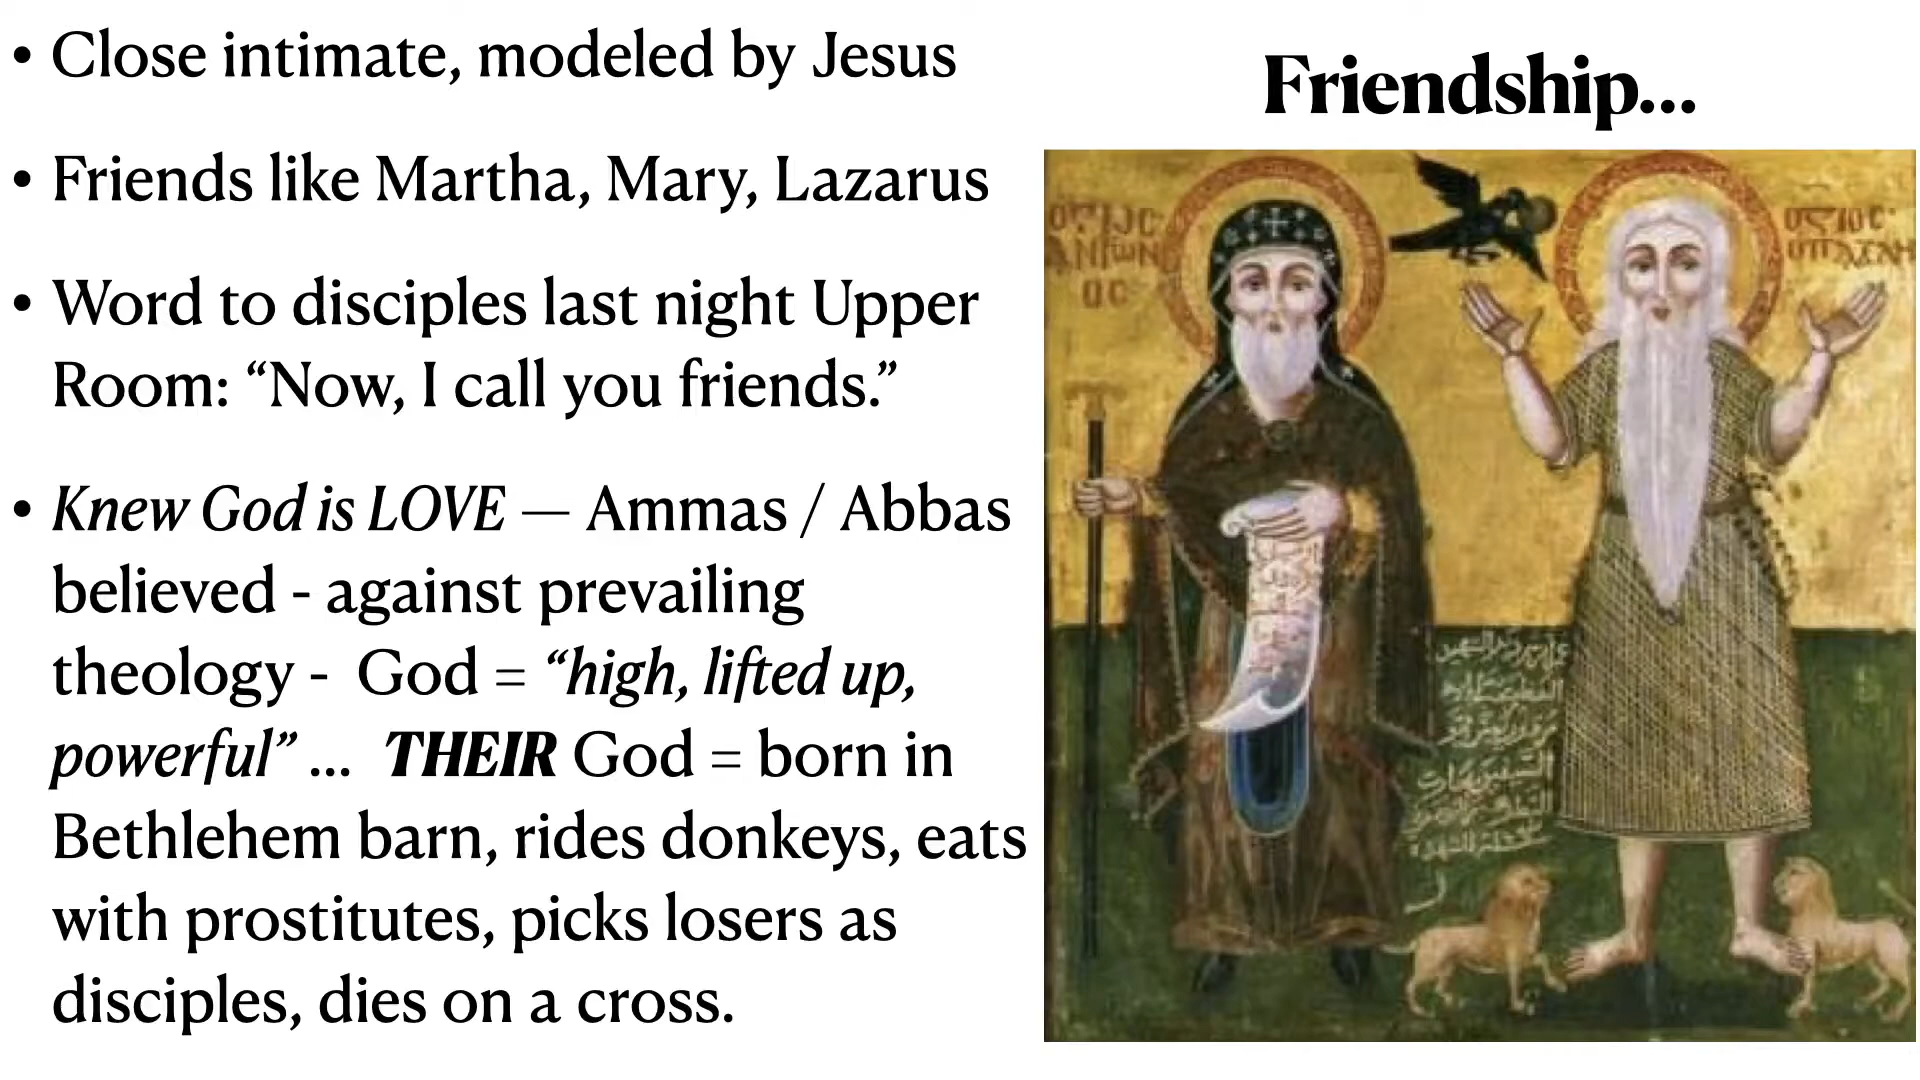 Friendship...
• Close intimate, modeled by Jesus
• Friends like Martha, Mary, Lazarus
• Word to disciples last night Upper
Room: “Now, I call you friends.”
• Knew God is LOVE — Ammas / Abbas
believed - against prevailing
theology - God = “high, lifted up,
powerful” ... THEIR God = born in
Bethlehem barn, rides donkeys, eats
with prostitutes, picks losers as
disciples, dies on a cross.